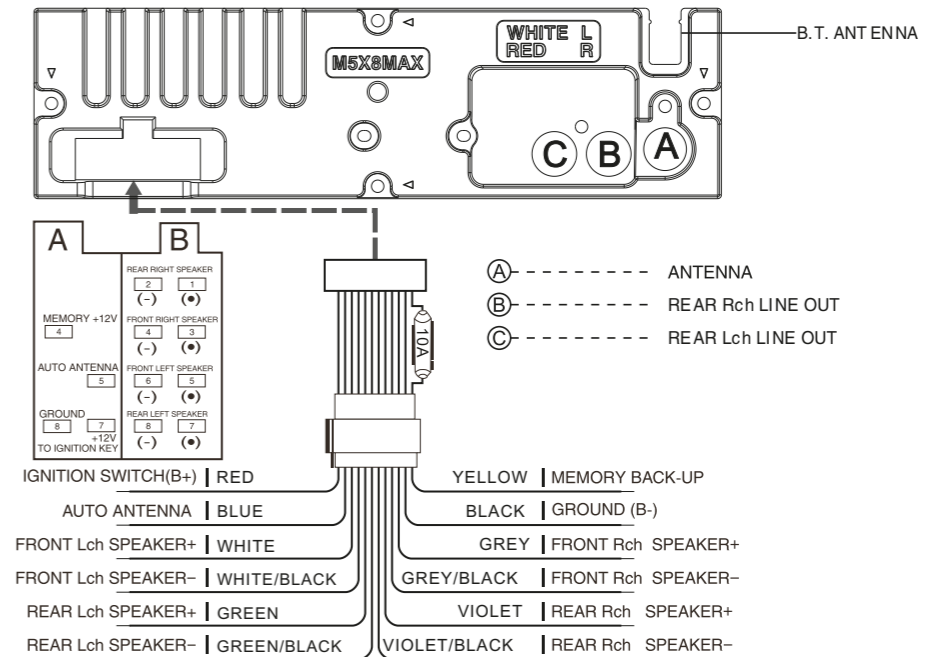 B.T. ANTENNA
WHITE L
RED R
M5X8MAX
C B A
A B
REAR RIGHT SPEAKER
2 1
(-) (●)
MEMORY +12V
4
FRONT RIGHT SPEAKER
4 3
(-) (●)
AUTO ANTENNA
5
FRONT LEFT SPEAKER
6 5
(-) (●)
GROUND
8 7
+12V
TO IGNITION KEY
REAR LEFT SPEAKER
8 7
(-) (●)
10A
A - - - - - - - - - ANTENNA
B - - - - - - - - - REAR Rch LINE OUT
C - - - - - - - - - REAR Lch LINE OUT
IGNITION SWITCH(B+) | RED
AUTO ANTENNA | BLUE
FRONT Lch SPEAKER+ | WHITE
FRONT Lch SPEAKER– | WHITE/BLACK
REAR Lch SPEAKER+ | GREEN
REAR Lch SPEAKER– | GREEN/BLACK
YELLOW | MEMORY BACK-UP
BLACK | GROUND (B-)
GREY | FRONT Rch SPEAKER+
GREY/BLACK | FRONT Rch SPEAKER–
VIOLET | REAR Rch SPEAKER+
VIOLET/BLACK | REAR Rch SPEAKER–